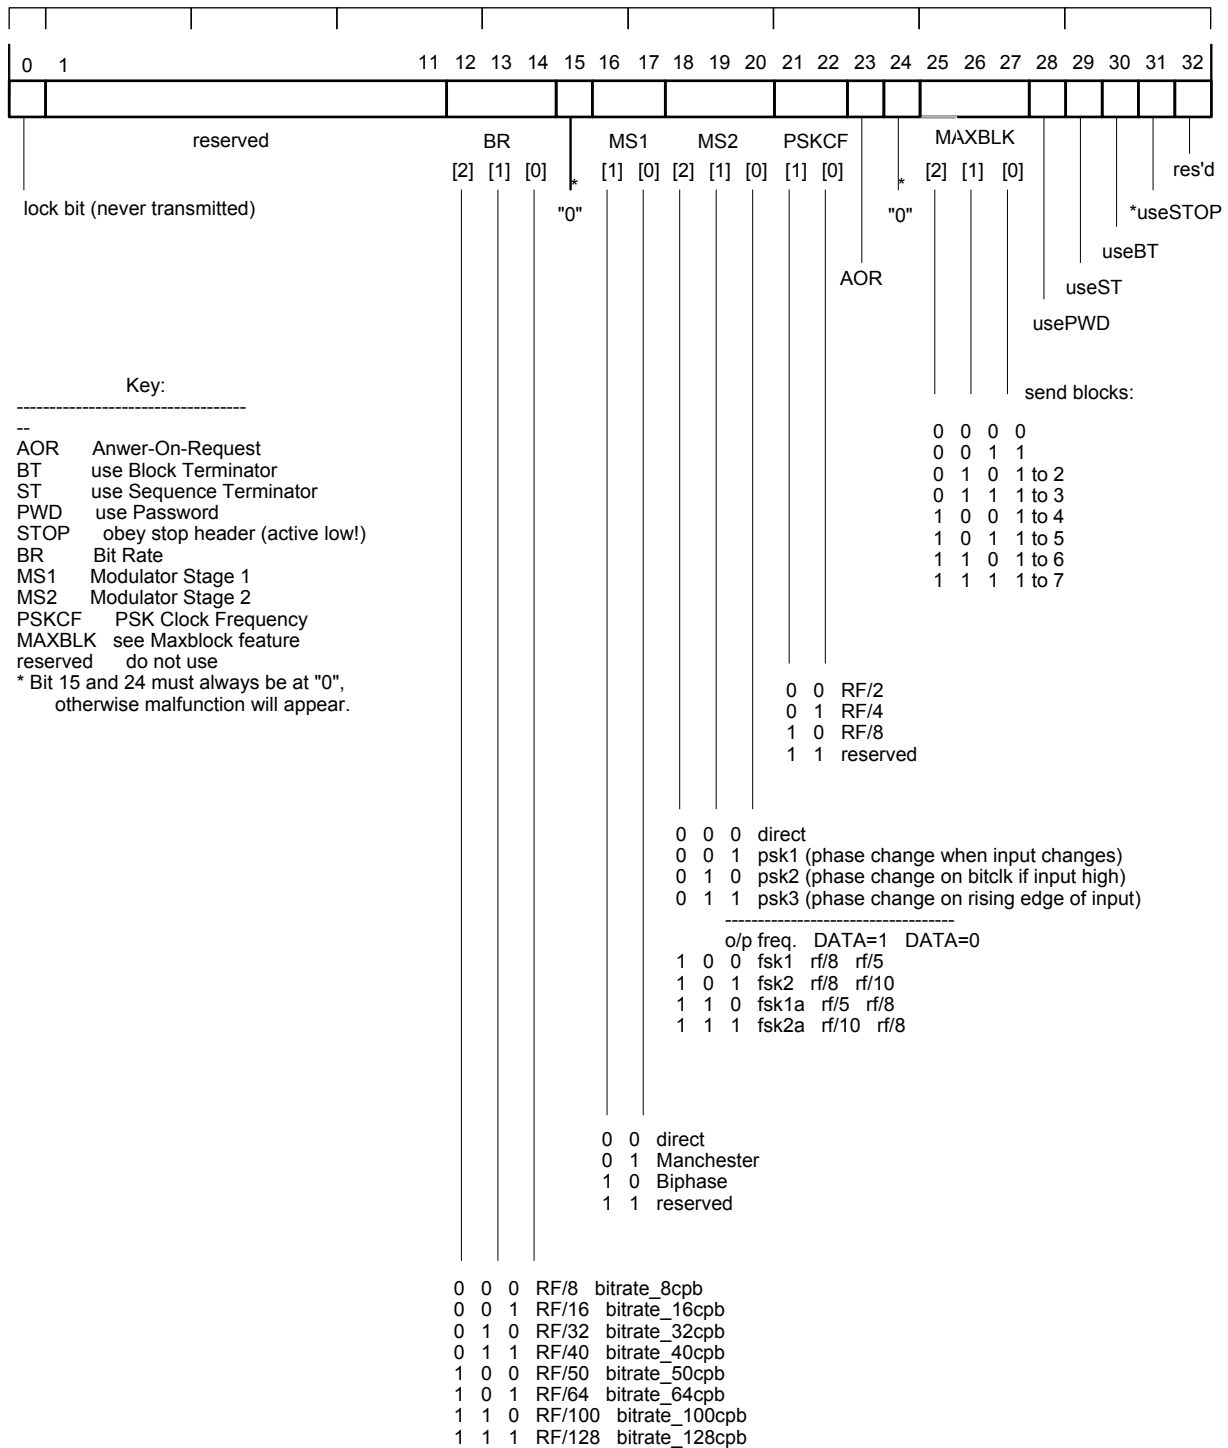 0 1 11 12 13 14 15 16 17 18 19 20 21 22 23 24 25 26 27 28 29 30 31 32
reserved BR MS1 MS2 PSKCF MAXBLK
[2] [1] [0] * [1] [0] [2] [1] [0] [1] [0] * [2] [1] [0] res'd
lock bit (never transmitted) "0" "0" *useSTOP
useBT
AOR useST
usePWD
Key:
-----------------------------------
--
AOR Anwer-On-Request
BT use Block Terminator
ST use Sequence Terminator
PWD use Password
STOP obey stop header (active low!)
BR Bit Rate
MS1 Modulator Stage 1
MS2 Modulator Stage 2
PSKCF PSK Clock Frequency
MAXBLK see Maxblock feature
reserved do not use
* Bit 15 and 24 must always be at "0",
otherwise malfunction will appear.
send blocks:
0 0 0 0
0 0 1 1
0 1 0 1 to 2
0 1 1 1 to 3
1 0 0 1 to 4
1 0 1 1 to 5
1 1 0 1 to 6
1 1 1 1 to 7
0 0 RF/2
0 1 RF/4
1 0 RF/8
1 1 reserved
0 0 0 direct
0 0 1 psk1 (phase change when input changes)
0 1 0 psk2 (phase change on bitclk if input high)
0 1 1 psk3 (phase change on rising edge of input)
-----------------------------------
o/p freq. DATA=1 DATA=0
1 0 0 fsk1 rf/8 rf/5
1 0 1 fsk2 rf/8 rf/10
1 1 0 fsk1a rf/5 rf/8
1 1 1 fsk2a rf/10 rf/8
0 0 direct
0 1 Manchester
1 0 Biphase
1 1 reserved
0 0 0 RF/8 bitrate_8cpb
0 0 1 RF/16 bitrate_16cpb
0 1 0 RF/32 bitrate_32cpb
0 1 1 RF/40 bitrate_40cpb
1 0 0 RF/50 bitrate_50cpb
1 0 1 RF/64 bitrate_64cpb
1 1 0 RF/100 bitrate_100cpb
1 1 1 RF/128 bitrate_128cpb